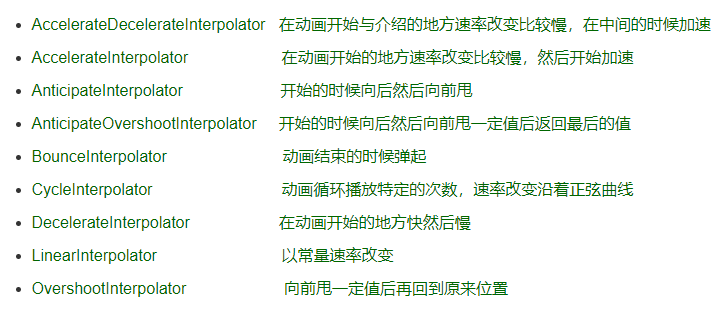 AccelerateDecelerateInterpolator 在动画开始与介绍的地方速率改变比较慢，在中间的时候加速
AccelerateInterpolator 在动画开始的地方速率改变比较慢，然后开始加速
AnticipateInterpolator 开始的时候向后然后向前甩
AnticipateOvershootInterpolator 开始的时候向后然后向前甩一定值后返回最后的值
BounceInterpolator 动画结束的时候弹起
CycleInterpolator 动画循环播放特定的次数，速率改变沿着正弦曲线
DecelerateInterpolator 在动画开始的地方快然后慢
LinearInterpolator 以常量速率改变
OvershootInterpolator 向前甩一定值后再回到原来位置